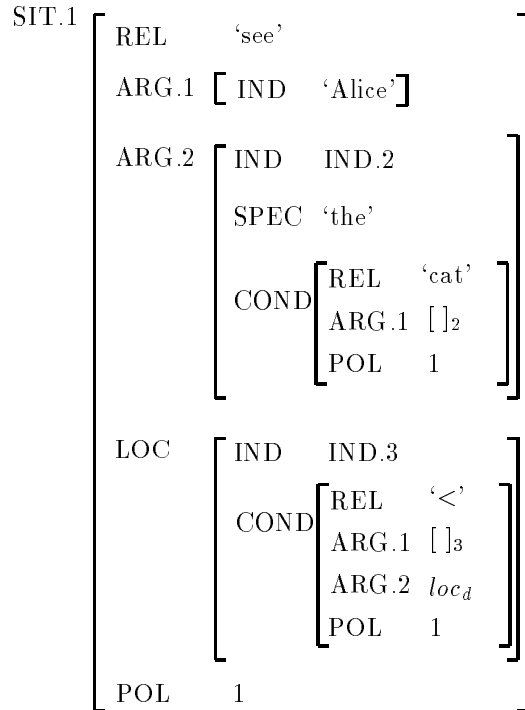 SIT.1
REL ‘see’
ARG.1 [ IND ‘Alice’ ]
ARG.2 IND IND.2
SPEC ‘the’
COND REL ‘cat’
ARG.1 [ ]₂
POL 1
LOC IND IND.3
COND REL ‘<’
ARG.1 [ ]₃
ARG.2 loc_d
POL 1
POL 1